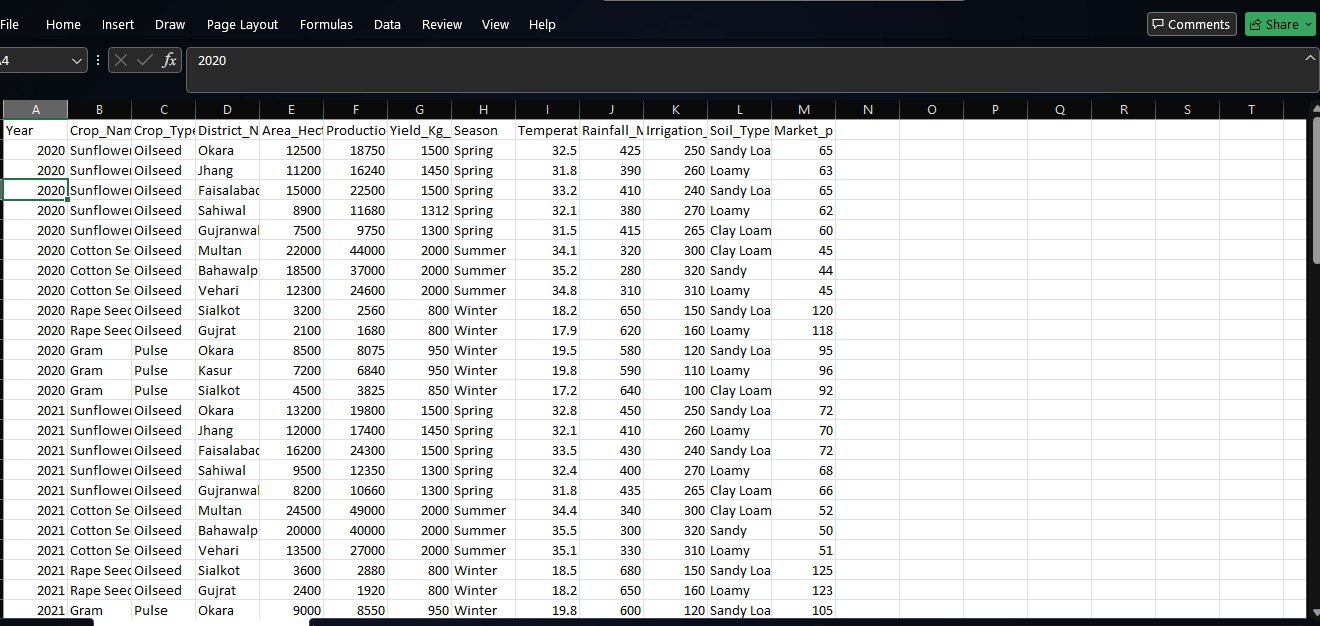 File Home Insert Draw Page Layout Formulas Data Review View Help Comments Share
A4 fx 2020
A B C D E F G H I J K L M N O P Q R S T
Year Crop_Nam Crop_Type District_N Area_Hect Productio Yield_Kg_ Season Temperat Rainfall_M Irrigation_ Soil_Type Market_p
2020 Sunflower Oilseed Okara 12500 18750 1500 Spring 32.5 425 250 Sandy Loa 65
2020 Sunflower Oilseed Jhang 11200 16240 1450 Spring 31.8 390 260 Loamy 63
2020 Sunflower Oilseed Faisalabad 15000 22500 1500 Spring 33.2 410 240 Sandy Loa 65
2020 Sunflower Oilseed Sahiwal 8900 11680 1312 Spring 32.1 380 270 Loamy 62
2020 Sunflower Oilseed Gujranwal 7500 9750 1300 Spring 31.5 415 265 Clay Loam 60
2020 Cotton Se Oilseed Multan 22000 44000 2000 Summer 34.1 320 300 Clay Loam 45
2020 Cotton Se Oilseed Bahawalp 18500 37000 2000 Summer 35.2 280 320 Sandy 44
2020 Cotton Se Oilseed Vehari 12300 24600 2000 Summer 34.8 310 310 Loamy 45
2020 Rape Seed Oilseed Sialkot 3200 2560 800 Winter 18.2 650 150 Sandy Loa 120
2020 Rape Seed Oilseed Gujrat 2100 1680 800 Winter 17.9 620 160 Loamy 118
2020 Gram Pulse Okara 8500 8075 950 Winter 19.5 580 120 Sandy Loa 95
2020 Gram Pulse Kasur 7200 6840 950 Winter 19.8 590 110 Loamy 96
2020 Gram Pulse Sialkot 4500 3825 850 Winter 17.2 640 100 Clay Loam 92
2021 Sunflower Oilseed Okara 13200 19800 1500 Spring 32.8 450 250 Sandy Loa 72
2021 Sunflower Oilseed Jhang 12000 17400 1450 Spring 32.1 410 260 Loamy 70
2021 Sunflower Oilseed Faisalabad 16200 24300 1500 Spring 33.5 430 240 Sandy Loa 72
2021 Sunflower Oilseed Sahiwal 9500 12350 1300 Spring 32.4 400 270 Loamy 68
2021 Sunflower Oilseed Gujranwal 8200 10660 1300 Spring 31.8 435 265 Clay Loam 66
2021 Cotton Se Oilseed Multan 24500 49000 2000 Summer 34.4 340 300 Clay Loam 52
2021 Cotton Se Oilseed Bahawalp 20000 40000 2000 Summer 35.5 300 320 Sandy 50
2021 Cotton Se Oilseed Vehari 13500 27000 2000 Summer 35.1 330 310 Loamy 51
2021 Rape Seed Oilseed Sialkot 3600 2880 800 Winter 18.5 680 150 Sandy Loa 125
2021 Rape Seed Oilseed Gujrat 2400 1920 800 Winter 18.2 650 160 Loamy 123
2021 Gram Pulse Okara 9000 8550 950 Winter 19.8 600 120 Sandy Loa 105